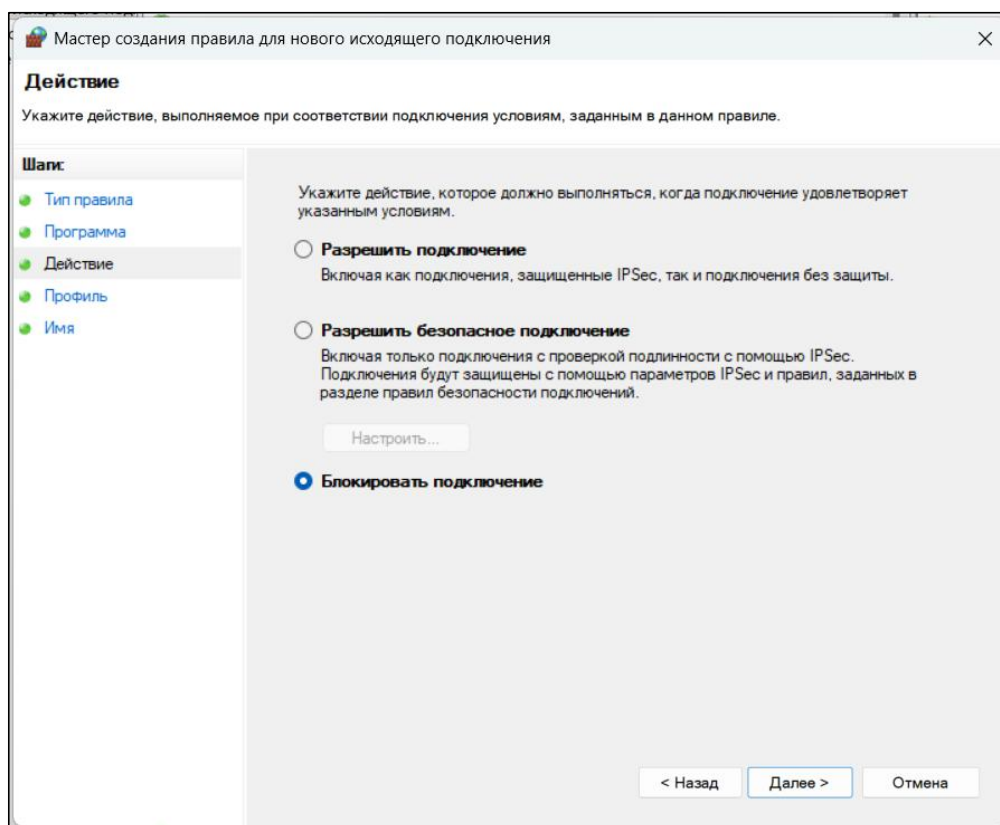 Мастер создания правила для нового исходящего подключения
Действие
Укажите действие, выполняемое при соответствии подключения условиям, заданным в данном правиле.
Шаги:
Тип правила
Программа
Действие
Профиль
Имя
Укажите действие, которое должно выполняться, когда подключение удовлетворяет
указанным условиям.
Разрешить подключение
Включая как подключения, защищенные IPSec, так и подключения без защиты.
Разрешить безопасное подключение
Включая только подключения с проверкой подлинности с помощью IPSec.
Подключения будут защищены с помощью параметров IPSec и правил, заданных в
разделе правил безопасности подключений.
Настроить...
Блокировать подключение
< Назад
Далее >
Отмена